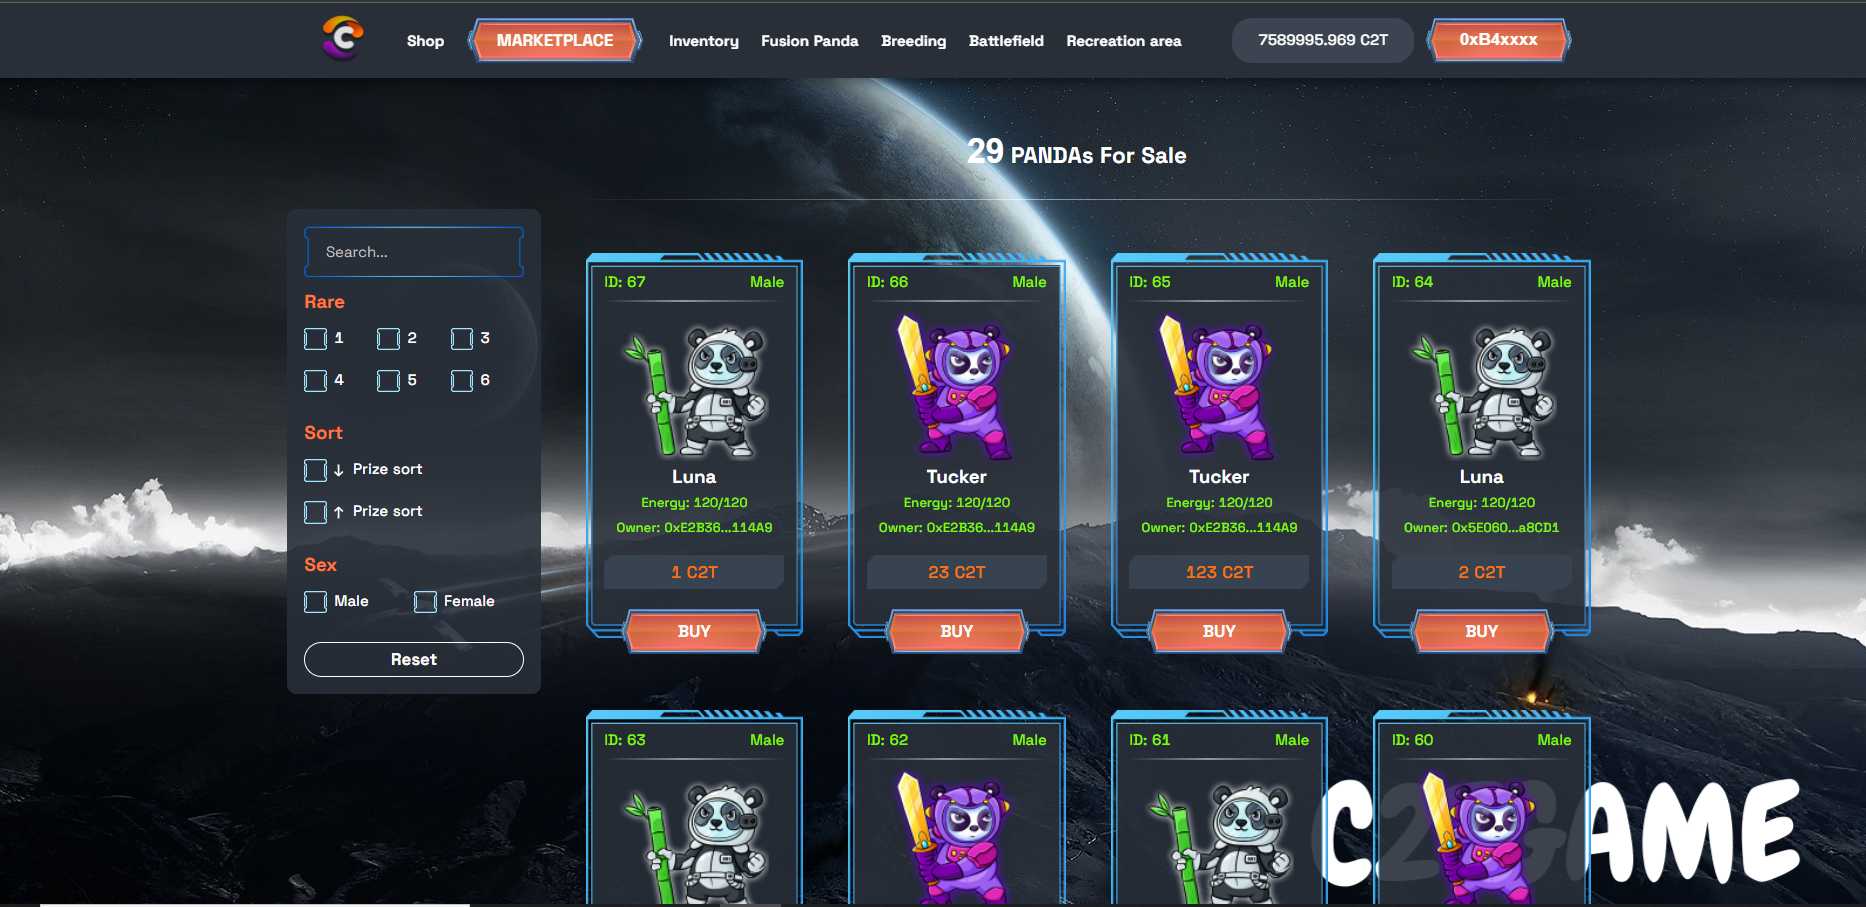 Shop MARKETPLACE Inventory Fusion Panda Breeding Battlefield Recreation area 7589995.969 C2T 0xB4xxxx
29 PANDAs For Sale
Search...
Rare
1 2 3
4 5 6
Sort
↓ Prize sort
↑ Prize sort
Sex
Male Female
Reset
ID: 67 Male
Luna
Energy: 120/120
Owner: 0xE2B36...114A9
1 C2T
BUY
ID: 66 Male
Tucker
Energy: 120/120
Owner: 0xE2B36...114A9
23 C2T
BUY
ID: 65 Male
Tucker
Energy: 120/120
Owner: 0xE2B36...114A9
123 C2T
BUY
ID: 64 Male
Luna
Energy: 120/120
Owner: 0x5E060...a8CD1
2 C2T
BUY
ID: 63 Male
ID: 62 Male
ID: 61 Male
ID: 60 Male
C2GAME